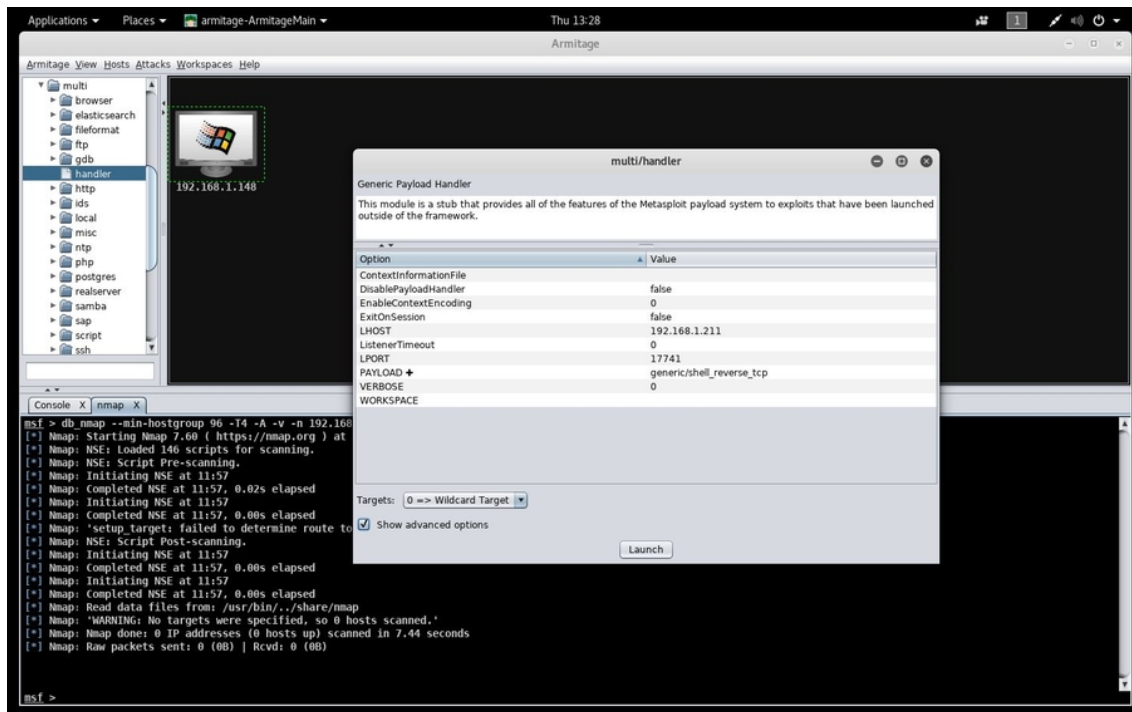 Applications Places armitage-ArmitageMain Thu 13:28 1
Armitage
Armitage View Hosts Attacks Workspaces Help
multi
browser
elasticsearch
fileformat
ftp
gdb
handler
http
ids
local
misc
ntp
php
postgres
realserver
samba
sap
script
ssh
192.168.1.148
multi/handler
Generic Payload Handler
This module is a stub that provides all of the features of the Metasploit payload system to exploits that have been launched
outside of the framework.
Option Value
ContextInformationFile
DisablePayloadHandler false
EnableContextEncoding 0
ExitOnSession false
LHOST 192.168.1.211
ListenerTimeout 0
LPORT 17741
PAYLOAD + generic/shell_reverse_tcp
VERBOSE 0
WORKSPACE
Targets: 0 => Wildcard Target
Show advanced options
Launch
Console X nmap X
msf > db_nmap --min-hostgroup 96 -T4 -A -v -n 192.168
[*] Nmap: Starting Nmap 7.60 ( https://nmap.org ) at
[*] Nmap: NSE: Loaded 146 scripts for scanning.
[*] Nmap: NSE: Script Pre-scanning.
[*] Nmap: Initiating NSE at 11:57
[*] Nmap: Completed NSE at 11:57, 0.02s elapsed
[*] Nmap: Initiating NSE at 11:57
[*] Nmap: Completed NSE at 11:57, 0.00s elapsed
[*] Nmap: 'setup_target: failed to determine route to
[*] Nmap: NSE: Script Post-scanning.
[*] Nmap: Initiating NSE at 11:57
[*] Nmap: Completed NSE at 11:57, 0.00s elapsed
[*] Nmap: Initiating NSE at 11:57
[*] Nmap: Completed NSE at 11:57, 0.00s elapsed
[*] Nmap: Read data files from: /usr/bin/../share/nmap
[*] Nmap: 'WARNING: No targets were specified, so 0 hosts scanned.'
[*] Nmap: Nmap done: 0 IP addresses (0 hosts up) scanned in 7.44 seconds
[*] Nmap: Raw packets sent: 0 (0B) | Rcvd: 0 (0B)
msf >